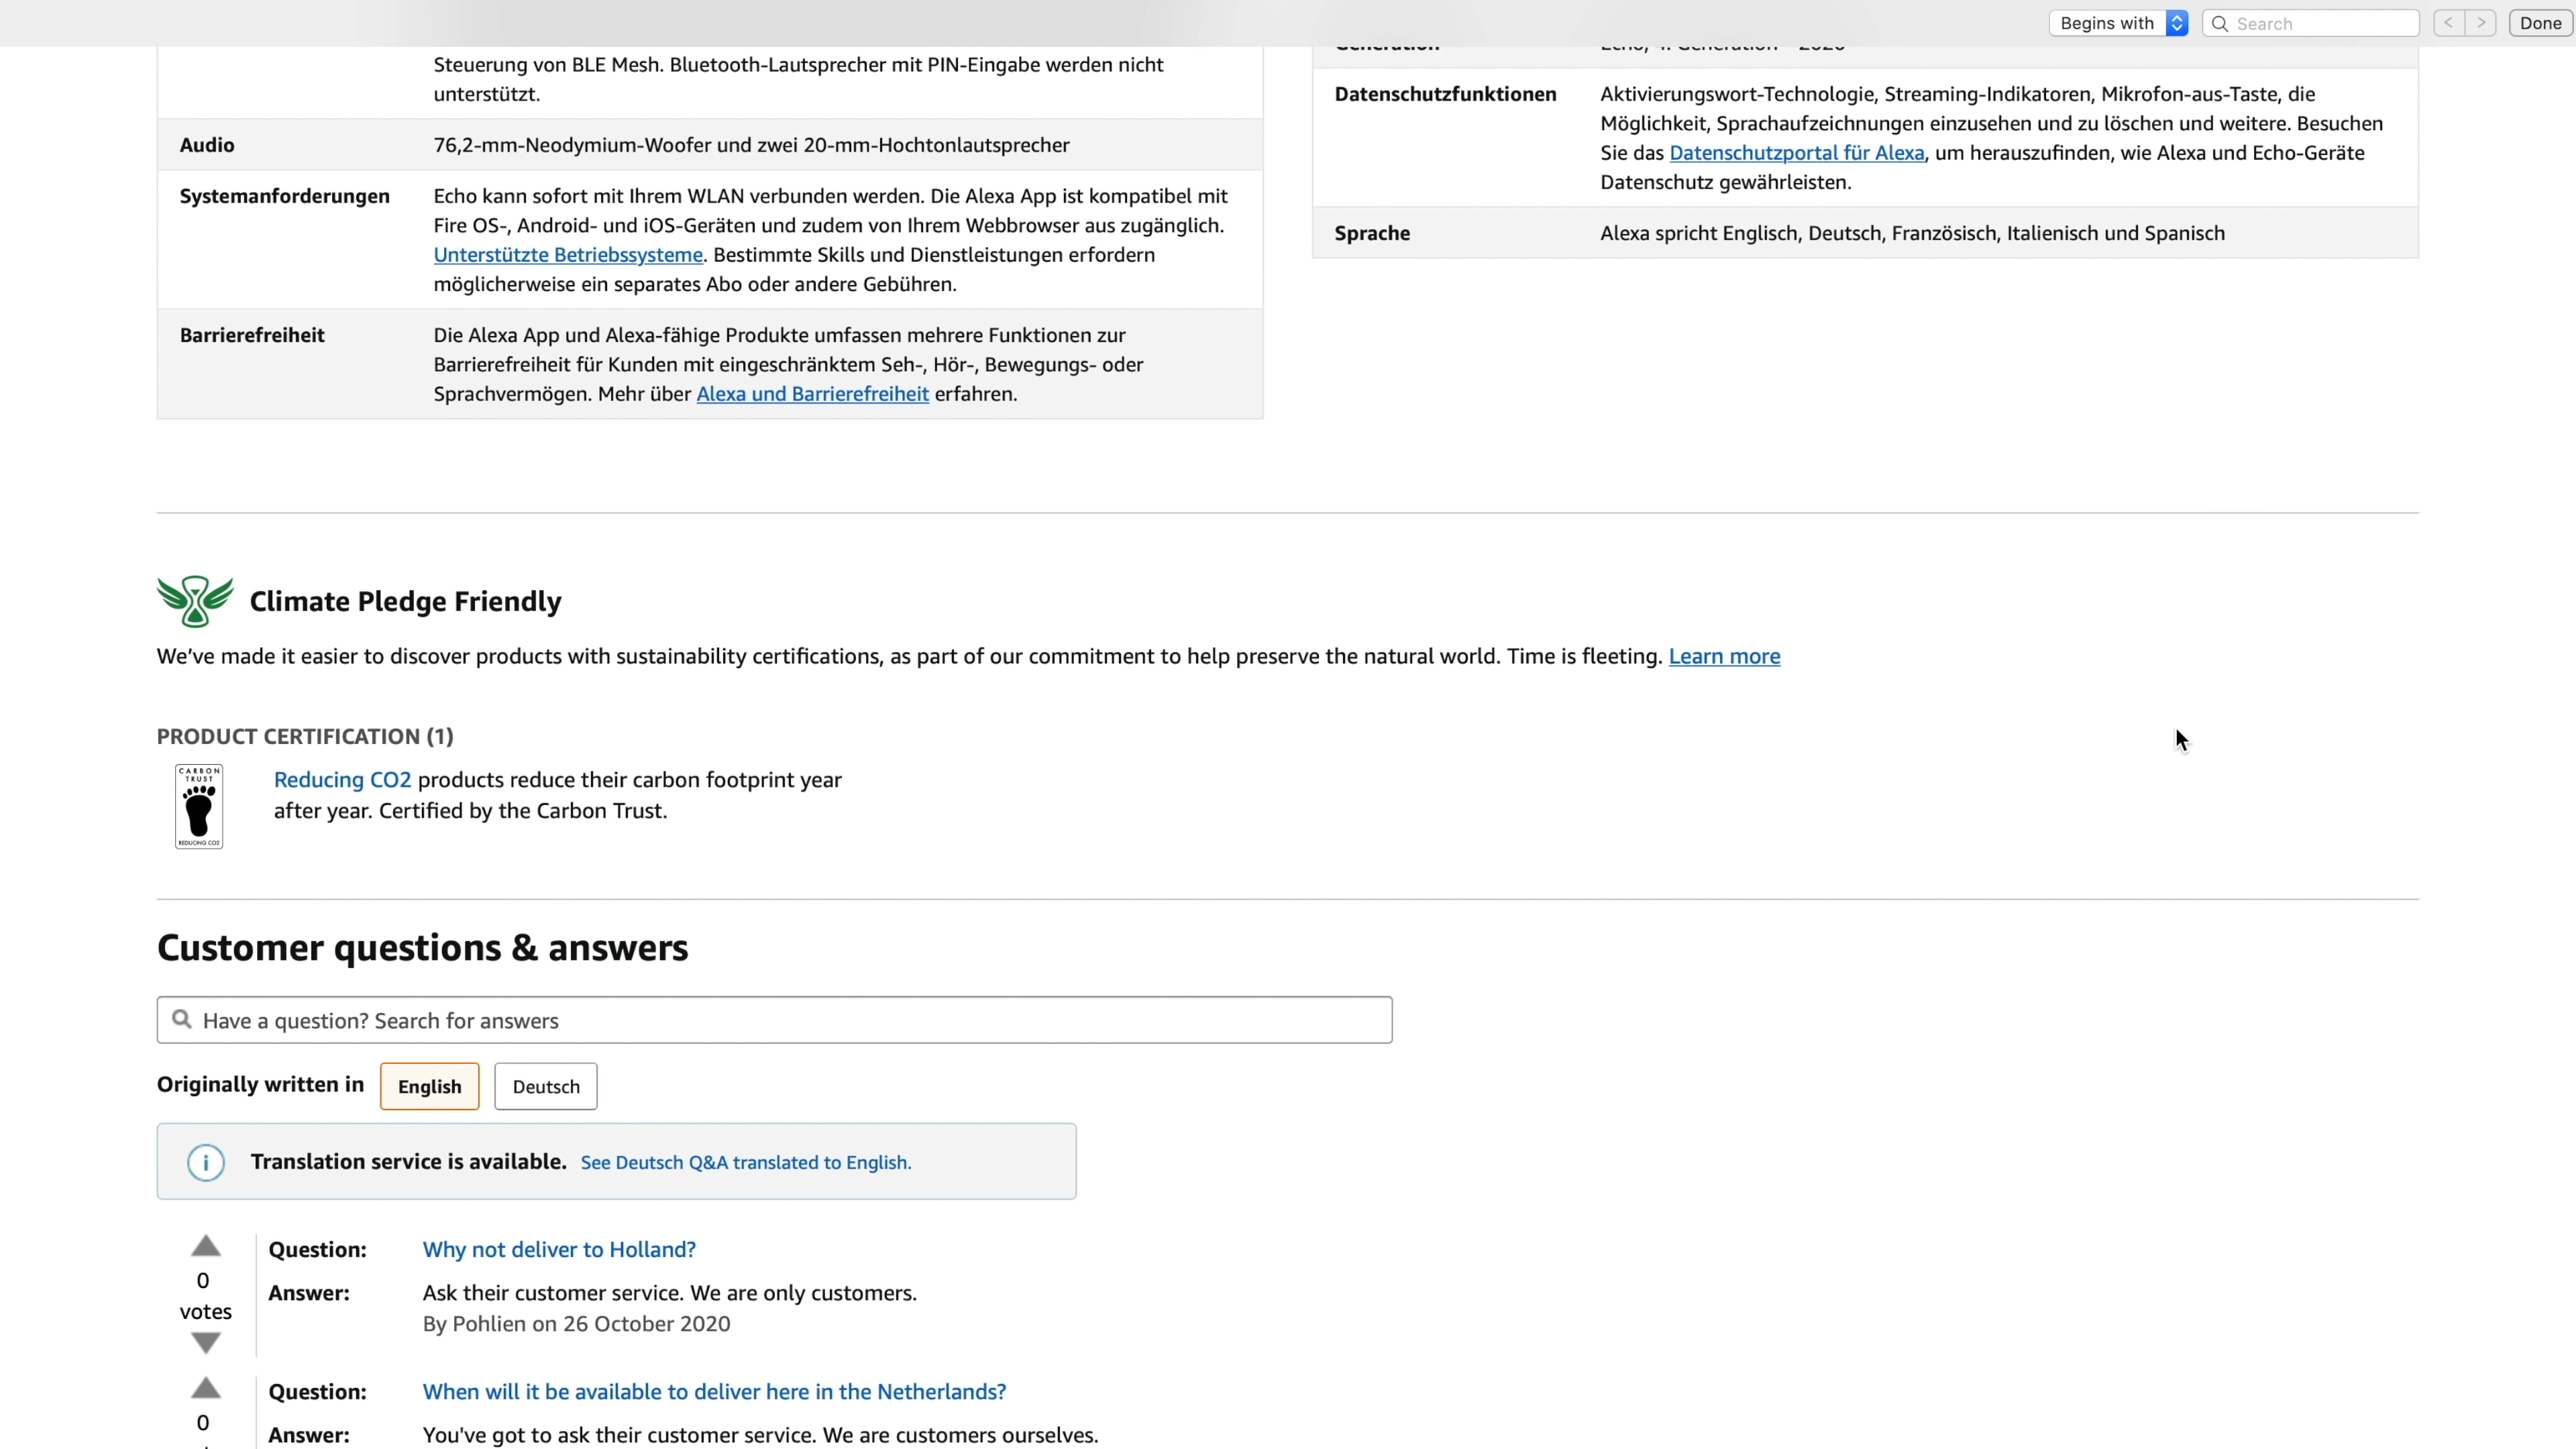 Begins with
Search
Done
Steuerung von BLE Mesh. Bluetooth-Lautsprecher mit PIN-Eingabe werden nicht
unterstützt.
Audio
76,2-mm-Neodymium-Woofer und zwei 20-mm-Hochtonlautsprecher
Systemanforderungen
Echo kann sofort mit Ihrem WLAN verbunden werden. Die Alexa App ist kompatibel mit
Fire OS-, Android- und iOS-Geräten und zudem von Ihrem Webbrowser aus zugänglich.
Unterstützte Betriebssysteme. Bestimmte Skills und Dienstleistungen erfordern
möglicherweise ein separates Abo oder andere Gebühren.
Barrierefreiheit
Die Alexa App und Alexa-fähige Produkte umfassen mehrere Funktionen zur
Barrierefreiheit für Kunden mit eingeschränktem Seh-, Hör-, Bewegungs- oder
Sprachvermögen. Mehr über Alexa und Barrierefreiheit erfahren.
Datenschutzfunktionen
Aktivierungswort-Technologie, Streaming-Indikatoren, Mikrofon-aus-Taste, die
Möglichkeit, Sprachaufzeichnungen einzusehen und zu löschen und weitere. Besuchen
Sie das Datenschutzportal für Alexa, um herauszufinden, wie Alexa und Echo-Geräte
Datenschutz gewährleisten.
Sprache
Alexa spricht Englisch, Deutsch, Französisch, Italienisch und Spanisch
Climate Pledge Friendly
We've made it easier to discover products with sustainability certifications, as part of our commitment to help preserve the natural world. Time is fleeting. Learn more
PRODUCT CERTIFICATION (1)
CARBON
TRUST
REDUCING CO2
Reducing CO2 products reduce their carbon footprint year
after year. Certified by the Carbon Trust.
Customer questions & answers
Have a question? Search for answers
Originally written in English Deutsch
Translation service is available. See Deutsch Q&A translated to English.
0
votes
Question: Why not deliver to Holland?
Answer: Ask their customer service. We are only customers.
By Pohlien on 26 October 2020
0
Question: When will it be available to deliver here in the Netherlands?
Answer: You've got to ask their customer service. We are customers ourselves.